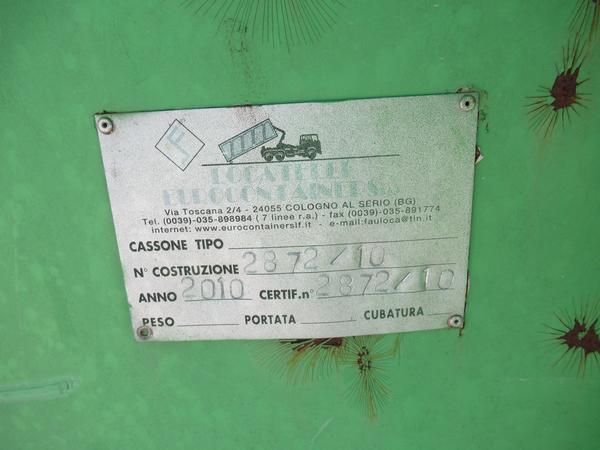 LF
LOCATELLI
EUROCONTAINERS
Via Toscana 2/4 - 24055 COLOGNO AL SERIO (BG)
Tel. (0039)-035-898984 ( 7 linee r.a.) - fax (0039)-035-891774
internet: www.eurocontainerslf.it - e-mail:fauloca@tin.it
CASSONE TIPO
N° COSTRUZIONE 2872/10
ANNO 2010 CERTIF.n° 2872/10
PESO PORTATA CUBATURA